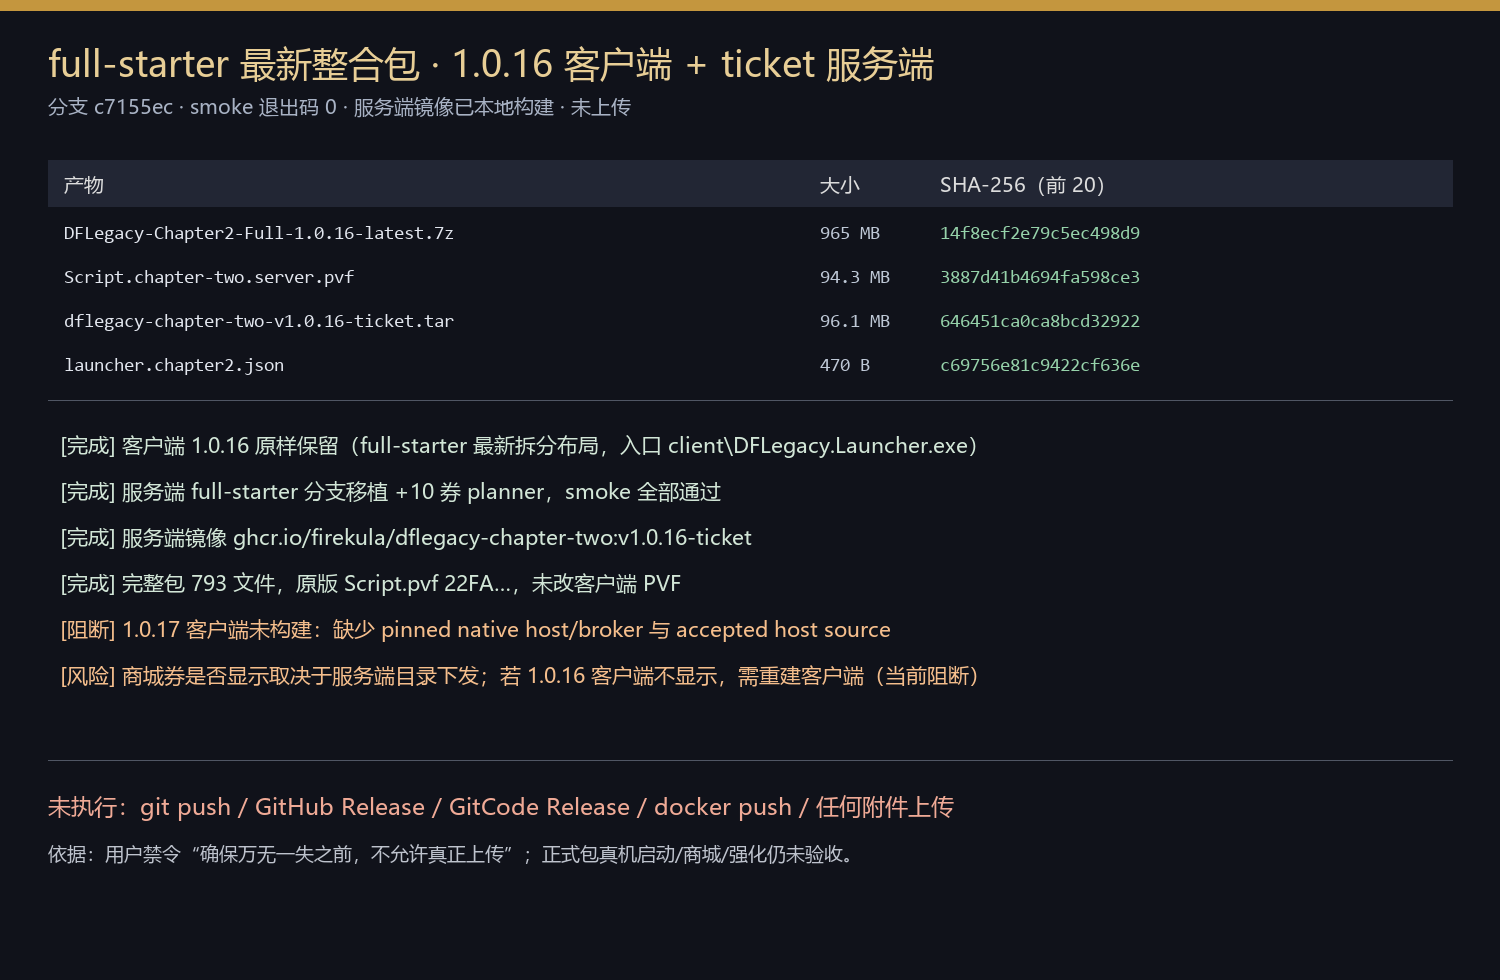 full-starter 最新整合包 · 1.0.16 客户端 + ticket 服务端
分支 c7155ec · smoke 退出码 0 · 服务端镜像已本地构建 · 未上传
产物 大小 SHA-256（前 20）
DFLegacy-Chapter2-Full-1.0.16-latest.7z 965 MB 14f8ecf2e79c5ec498d9
Script.chapter-two.server.pvf 94.3 MB 3887d41b4694fa598ce3
dflegacy-chapter-two-v1.0.16-ticket.tar 96.1 MB 646451ca0ca8bcd32922
launcher.chapter2.json 470 B c69756e81c9422cf636e
[完成] 客户端 1.0.16 原样保留（full-starter 最新拆分布局，入口 client\DFLegacy.Launcher.exe）
[完成] 服务端 full-starter 分支移植 +10 券 planner，smoke 全部通过
[完成] 服务端镜像 ghcr.io/firekula/dflegacy-chapter-two:v1.0.16-ticket
[完成] 完整包 793 文件，原版 Script.pvf 22FA…，未改客户端 PVF
[阻断] 1.0.17 客户端未构建：缺少 pinned native host/broker 与 accepted host source
[风险] 商城券是否显示取决于服务端目录下发；若 1.0.16 客户端不显示，需重建客户端（当前阻断）
未执行：git push / GitHub Release / GitCode Release / docker push / 任何附件上传
依据：用户禁令“确保万无一失之前，不允许真正上传”；正式包真机启动/商城/强化仍未验收。